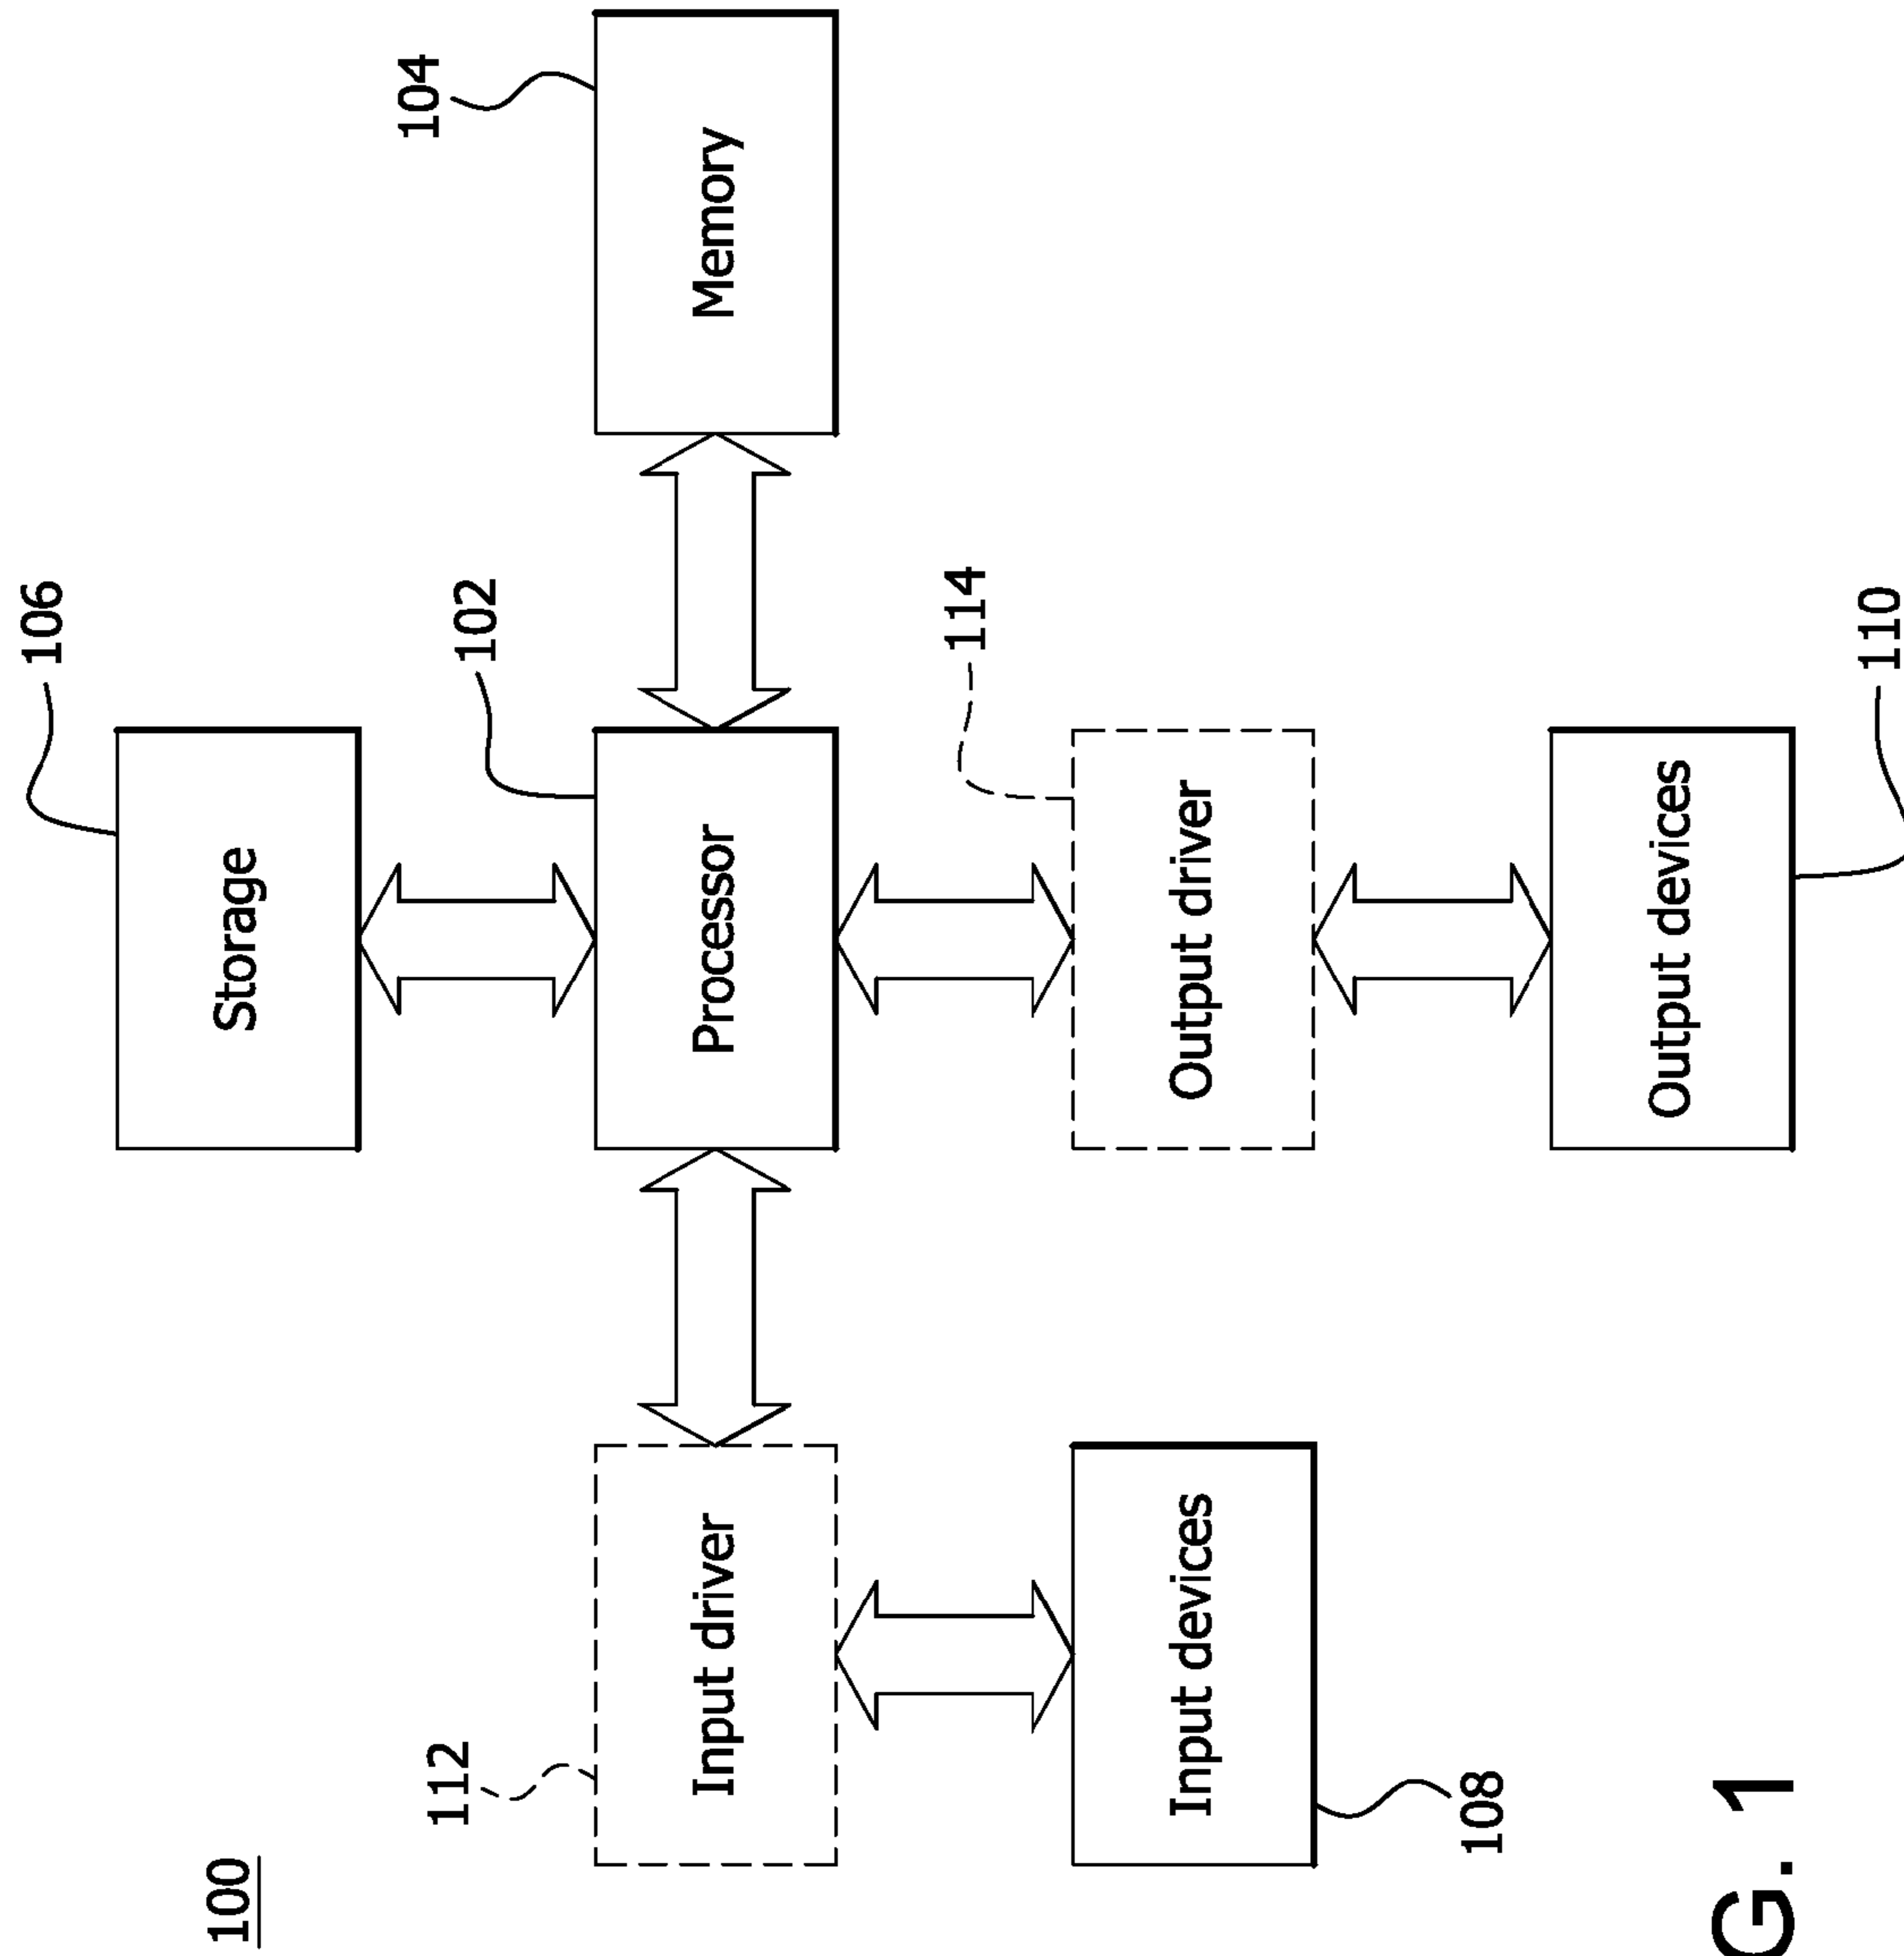 100
106
Storage
112
102
104
Input driver
Processor
Memory
114
Input devices
Output driver
108
Output devices
110
G. 1